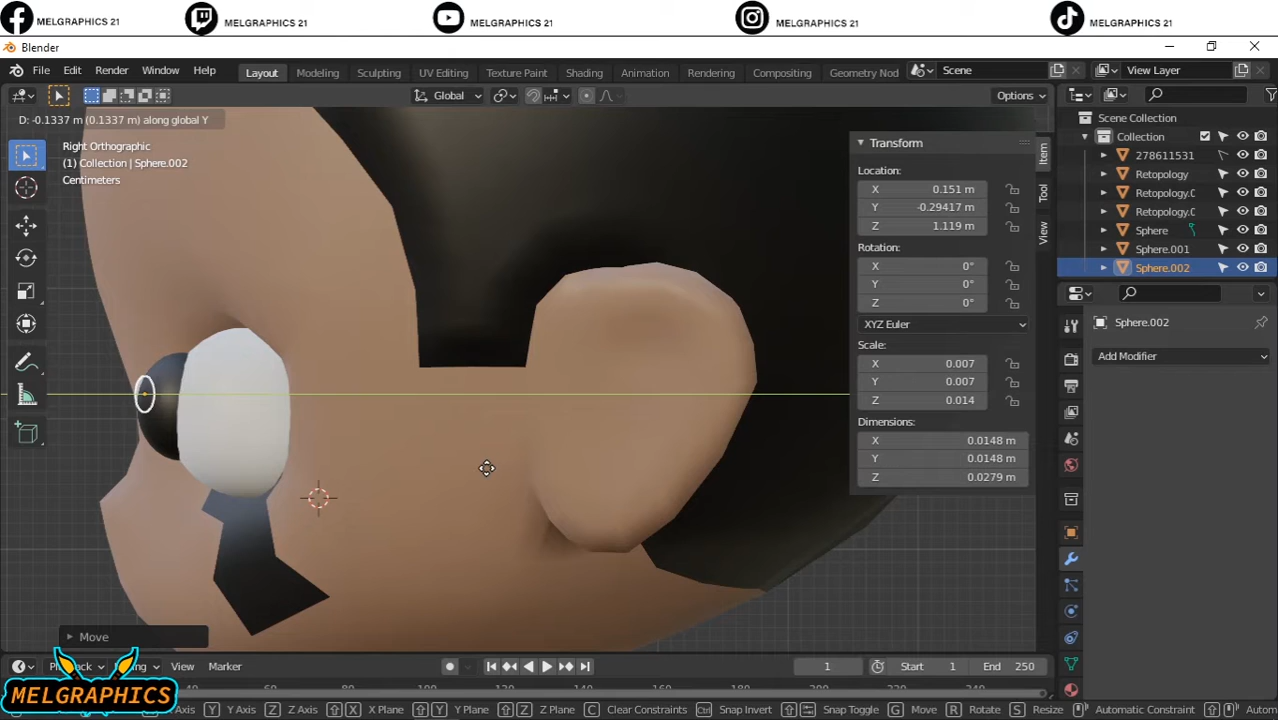 MELGRAPHICS 21 MELGRAPHICS 21 MELGRAPHICS 21 MELGRAPHICS 21 MELGRAPHICS 21
Blender
File Edit Render Window Help Layout Modeling Sculpting UV Editing Texture Paint Shading Animation Rendering Compositing Geometry Nod Scene View Layer
Global Options
D: -0.1337 m (0.1337 m) along global Y
Right Orthographic
(1) Collection | Sphere.002
Centimeters
Transform
Location:
X 0.151 m
Y -0.29417 m
Z 1.119 m
Rotation:
X 0°
Y 0°
Z 0°
XYZ Euler
Scale:
X 0.007
Y 0.007
Z 0.014
Dimensions:
X 0.0148 m
Y 0.0148 m
Z 0.0279 m
Item
Tool
View
Scene Collection
Collection
278611531
Retopology
Retopology.0
Retopology.0
Sphere
Sphere.001
Sphere.002
Sphere.002
Add Modifier
Move
View Marker 1 Start 1 End 250
MELGRAPHICS
Axis Y Y Axis Z Z Axis X X Plane Y Y Plane Z Z Plane C Clear Constraints Ctrl Snap Invert Snap Toggle G Move R Rotate S Resize Automatic Constraint